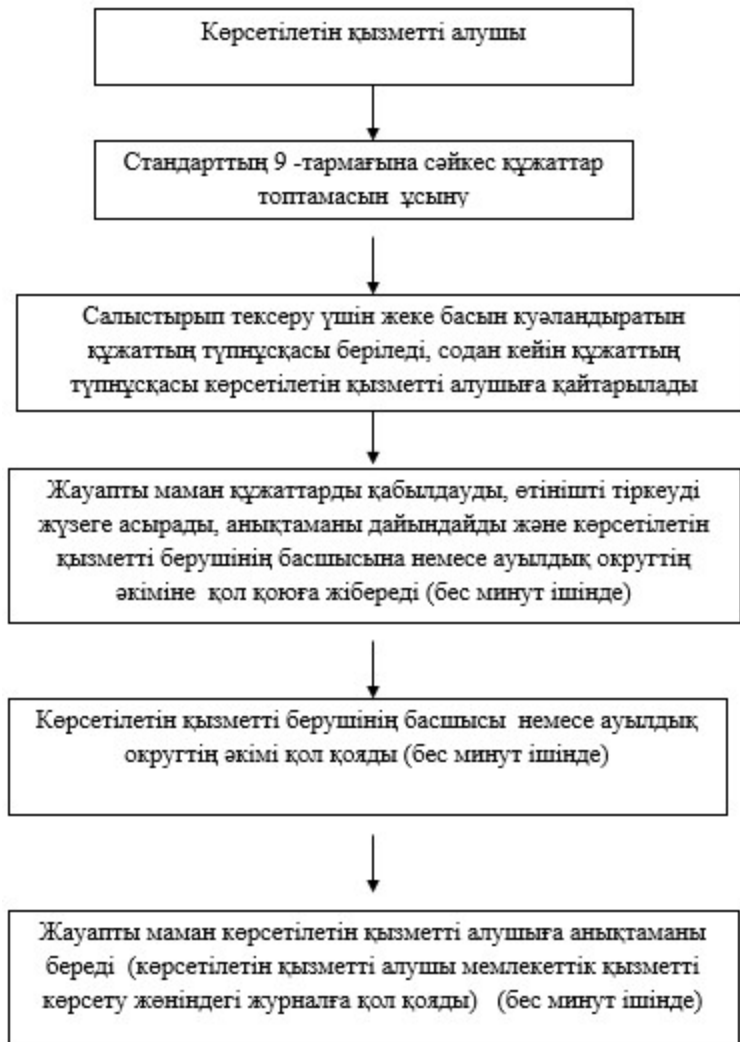 Көрсетілетін қызметті алушы
Стандарттың 9 -тармағына сәйкес құжаттар
топтамасын ұсыну
Салыстырып тексеру үшін жеке басын куәландыратын
құжаттың түпнұсқасы беріледі, содан кейін құжаттың
түпнұсқасы көрсетілетін қызметті алушыға қайтарылады
Жауапты маман құжаттарды қабылдауды, өтінішті тіркеуді
жүзеге асырады, анықтаманы дайындайды және көрсетілетін
қызметті берушінің басшысына немесе ауылдық округтің
әкіміне қол қоюға жібереді (бес минут ішінде)
Көрсетілетін қызметті берушінің басшысы немесе ауылдық
округтің әкімі қол қояды (бес минут ішінде)
Жауапты маман көрсетілетін қызметті алушыға анықтаманы
береді (көрсетілетін қызметті алушы мемлекеттік қызметті
көрсету жөніндегі журналға қол қояды) (бес минут ішінде)